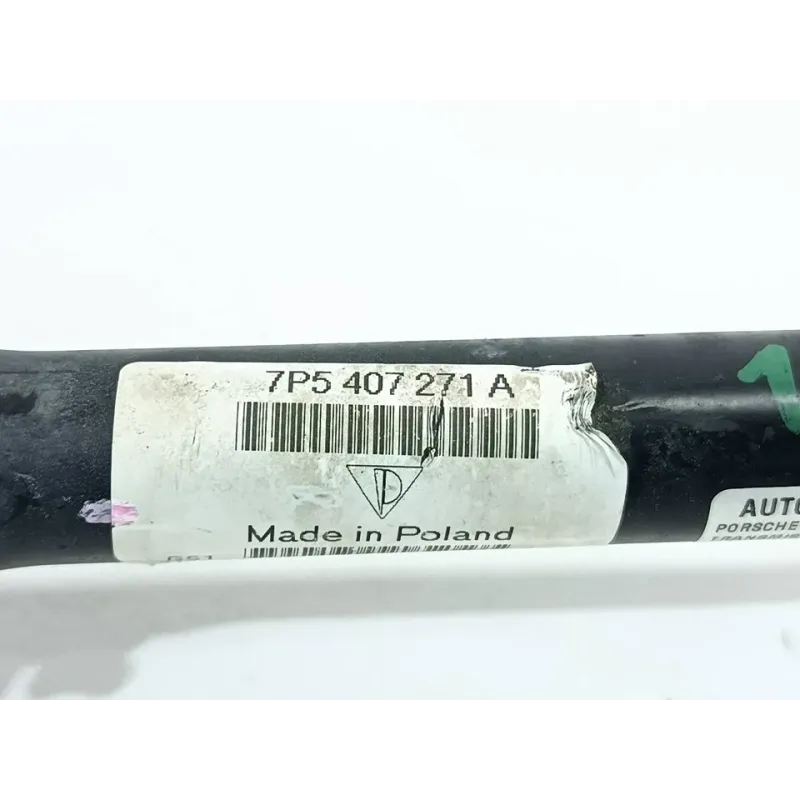 7P5 407 271 A
Made in Poland
AUTO
PORSCHE